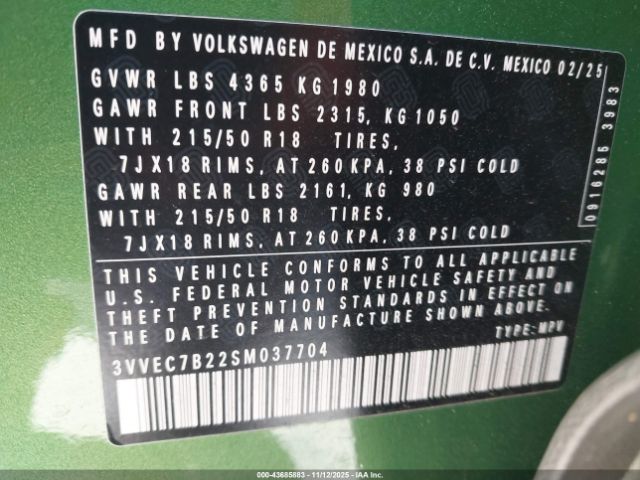 MFD BY VOLKSWAGEN DE MEXICO S.A. DE C.V. MEXICO 02/25
GVWR LBS 4365 KG 1980
GAWR FRONT LBS 2315, KG 1050
WITH 215/50 R18 TIRES,
7JX18 RIMS, AT 260 KPA, 38 PSI COLD
GAWR REAR LBS 2161, KG 980
WITH 215/50 R18 TIRES,
7JX18 RIMS, AT 260 KPA, 38 PSI COLD
0916285 3983
THIS VEHICLE CONFORMS TO ALL APPLICABLE
U.S. FEDERAL MOTOR VEHICLE SAFETY AND
THEFT PREVENTION STANDARDS IN EFFECT ON
THE DATE OF MANUFACTURE SHOWN ABOVE.
3VVEC7B22SM037704
TYPE: MPV
000-43685883 - 11/12/2025 - IAAI, Inc.